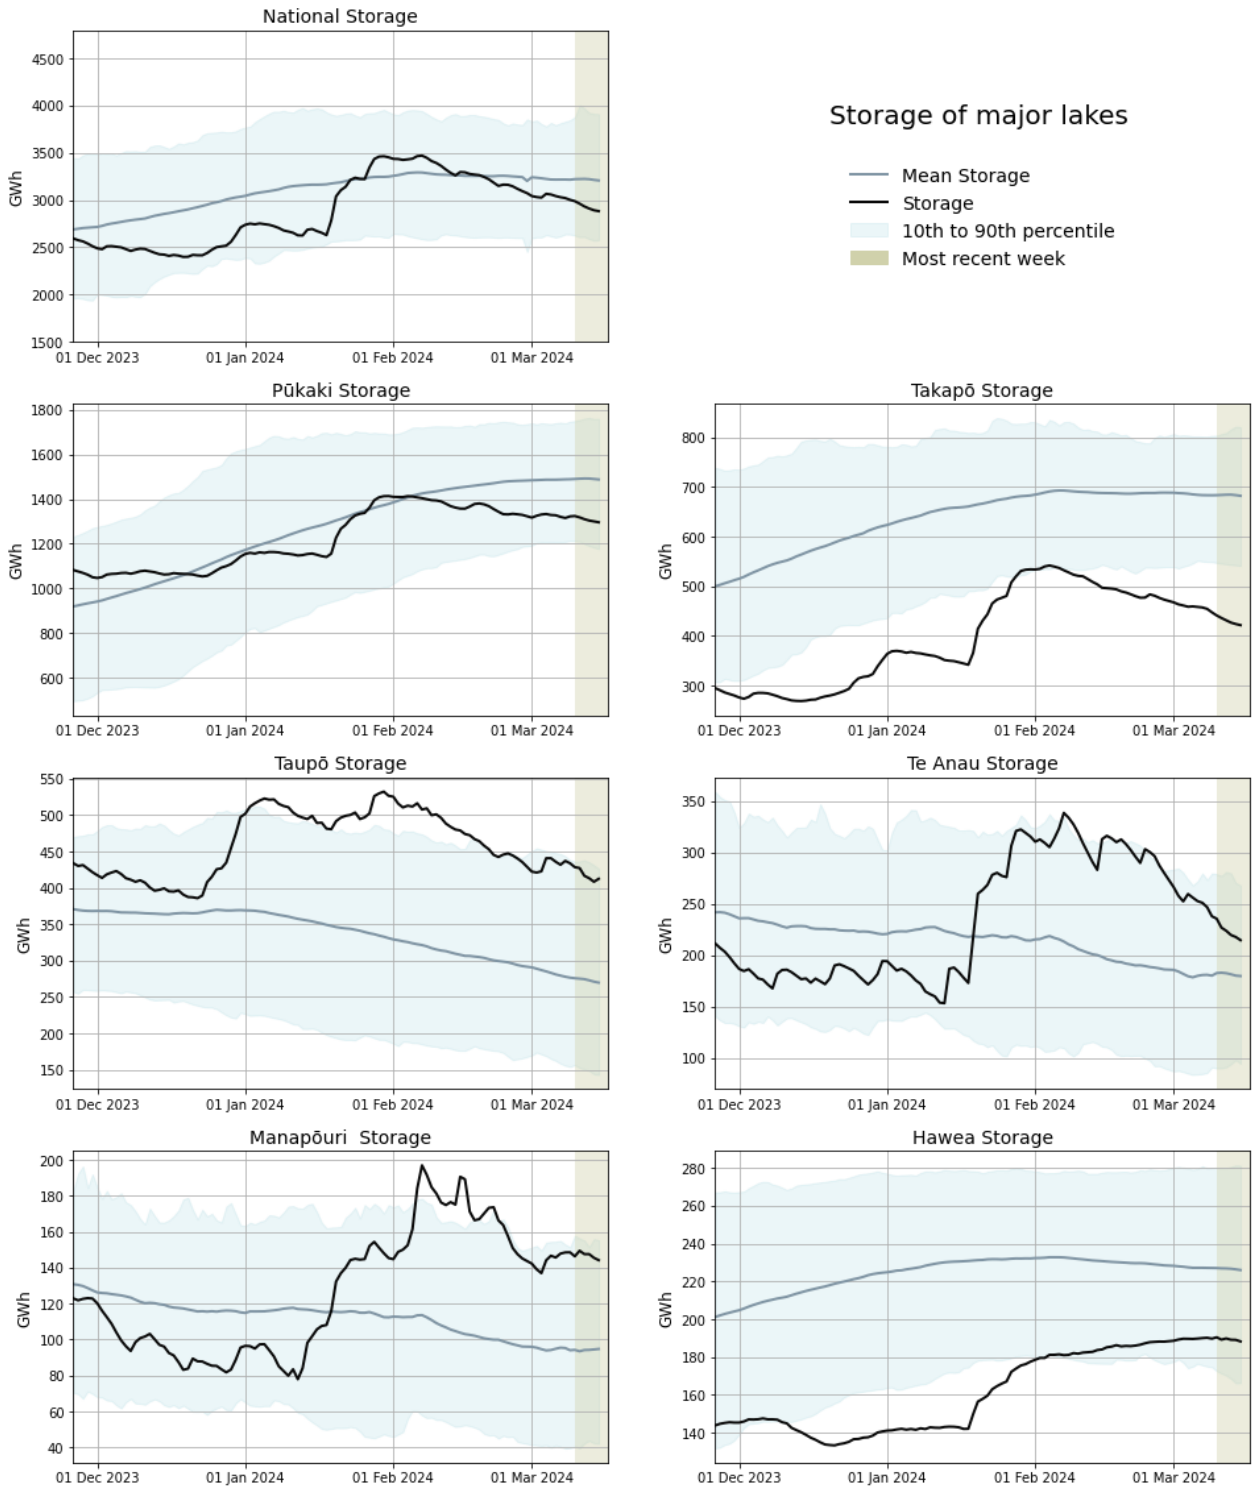 National Storage
GWh
4500
4000
3500
3000
2500
2000
1500
01 Dec 2023 01 Jan 2024 01 Feb 2024 01 Mar 2024
Storage of major lakes
Mean Storage
Storage
10th to 90th percentile
Most recent week
Pūkaki Storage
GWh
1800
1600
1400
1200
1000
800
600
01 Dec 2023 01 Jan 2024 01 Feb 2024 01 Mar 2024
Takapō Storage
GWh
800
700
600
500
400
300
01 Dec 2023 01 Jan 2024 01 Feb 2024 01 Mar 2024
Taupō Storage
GWh
550
500
450
400
350
300
250
200
150
01 Dec 2023 01 Jan 2024 01 Feb 2024 01 Mar 2024
Te Anau Storage
GWh
350
300
250
200
150
100
01 Dec 2023 01 Jan 2024 01 Feb 2024 01 Mar 2024
Manapōuri  Storage
GWh
200
180
160
140
120
100
80
60
40
01 Dec 2023 01 Jan 2024 01 Feb 2024 01 Mar 2024
Hawea Storage
GWh
280
260
240
220
200
180
160
140
01 Dec 2023 01 Jan 2024 01 Feb 2024 01 Mar 2024